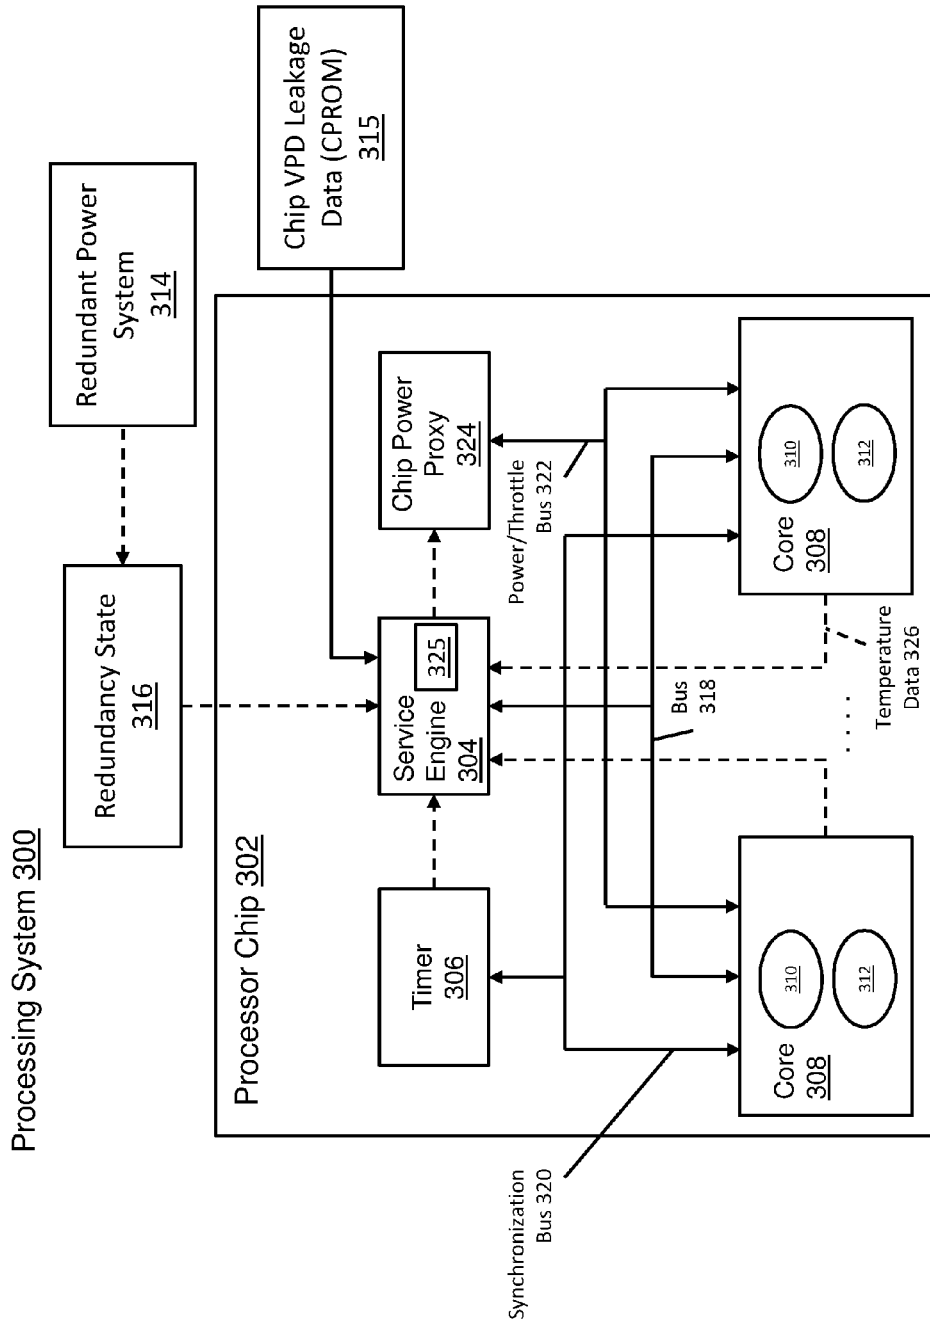 Processing System 300
Redundancy State
316
Redundant Power
System
314
Chip VPD Leakage
Data (CPROM)
315
Processor Chip 302
Timer
306
Service
Engine
304
325
Chip Power
Proxy
324
Power/Throttle
Bus 322
Synchronization
Bus 320
Bus
318
Core
308
310
312
. . . .
Temperature
Data 326
Core
308
310
312